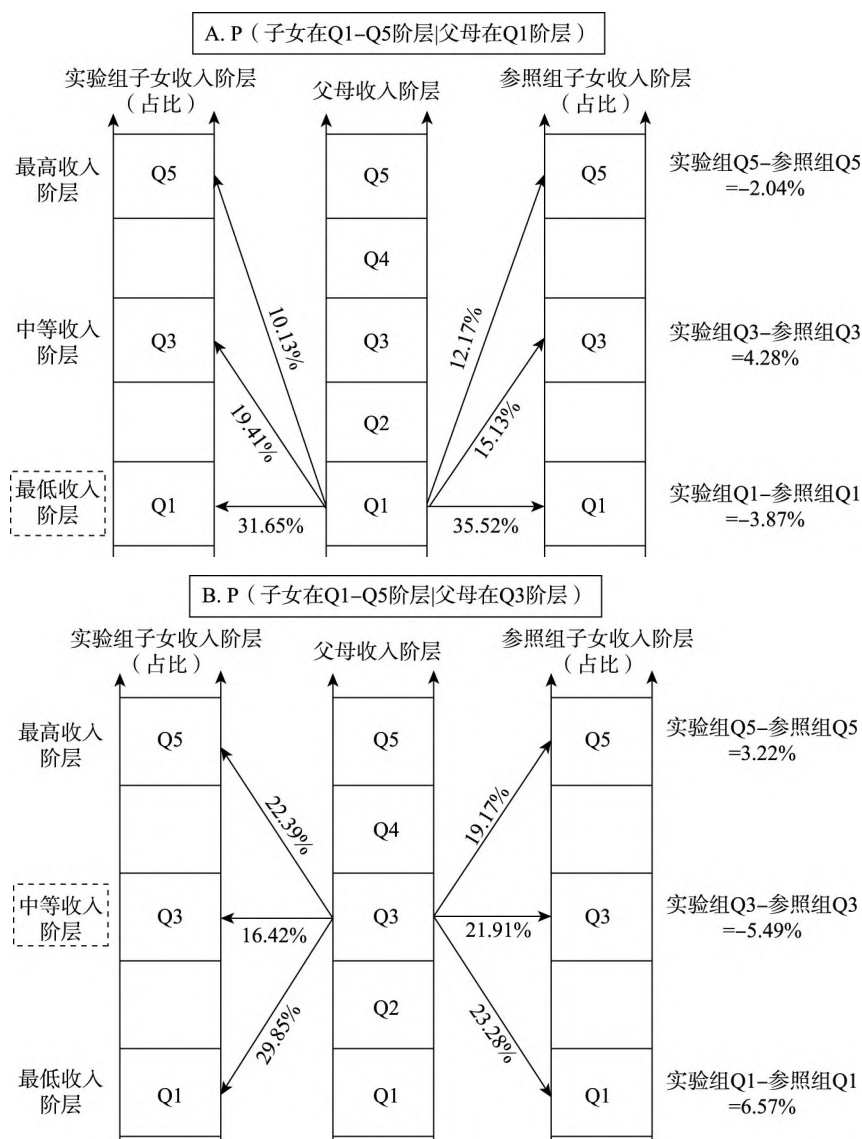 A. P（子女在Q1–Q5阶层|父母在Q1阶层）
实验组子女收入阶层
（占比）
父母收入阶层
参照组子女收入阶层
（占比）
最高收入
阶层
Q5
Q5
Q5
实验组Q5–参照组Q5
=–2.04%
Q4
10.13%
12.17%
中等收入
阶层
Q3
Q3
Q3
实验组Q3–参照组Q3
=4.28%
19.41%
15.13%
Q2
最低收入
阶层
Q1
Q1
Q1
实验组Q1–参照组Q1
=–3.87%
31.65%
35.52%
B. P（子女在Q1–Q5阶层|父母在Q3阶层）
实验组子女收入阶层
（占比）
父母收入阶层
参照组子女收入阶层
（占比）
最高收入
阶层
Q5
Q5
Q5
实验组Q5–参照组Q5
=3.22%
22.39%
19.17%
Q4
中等收入
阶层
Q3
Q3
Q3
实验组Q3–参照组Q3
=–5.49%
16.42%
21.91%
29.85%
23.28%
Q2
最低收入
阶层
Q1
Q1
Q1
实验组Q1–参照组Q1
=6.57%